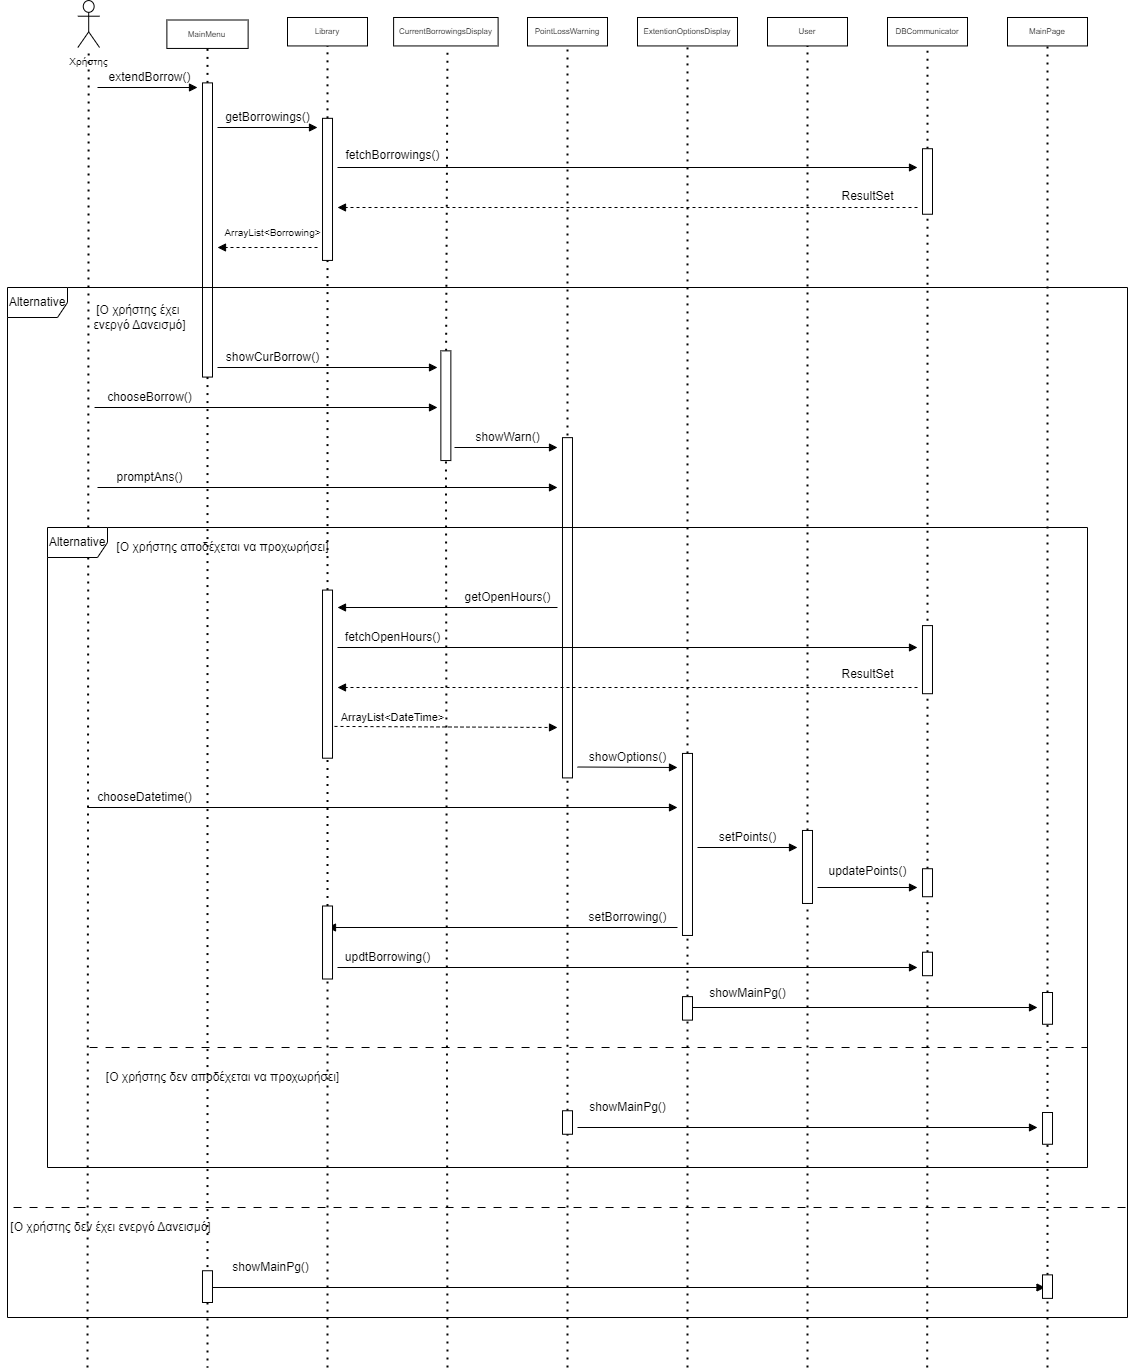 MainMenu
Library
CurrentBorrowingsDisplay
PointLossWarning
ExtentionOptionsDisplay
User
DBCommunicator
MainPage
Χρήστης
extendBorrow()
getBorrowings()
fetchBorrowings()
ResultSet
ArrayList<Borrowing>
Alternative
[Ο χρήστης έχει
ενεργό Δανεισμό]
showCurBorrow()
chooseBorrow()
showWarn()
promptAns()
Alternative
[Ο χρήστης αποδέχεται να προχωρήσει]
getOpenHours()
fetchOpenHours()
ResultSet
ArrayList<DateTime>
showOptions()
chooseDatetime()
setPoints()
updatePoints()
setBorrowing()
updtBorrowing()
showMainPg()
[Ο χρήστης δεν αποδέχεται να προχωρήσει]
showMainPg()
[Ο χρήστης δεν έχει ενεργό Δανεισμό]
showMainPg()